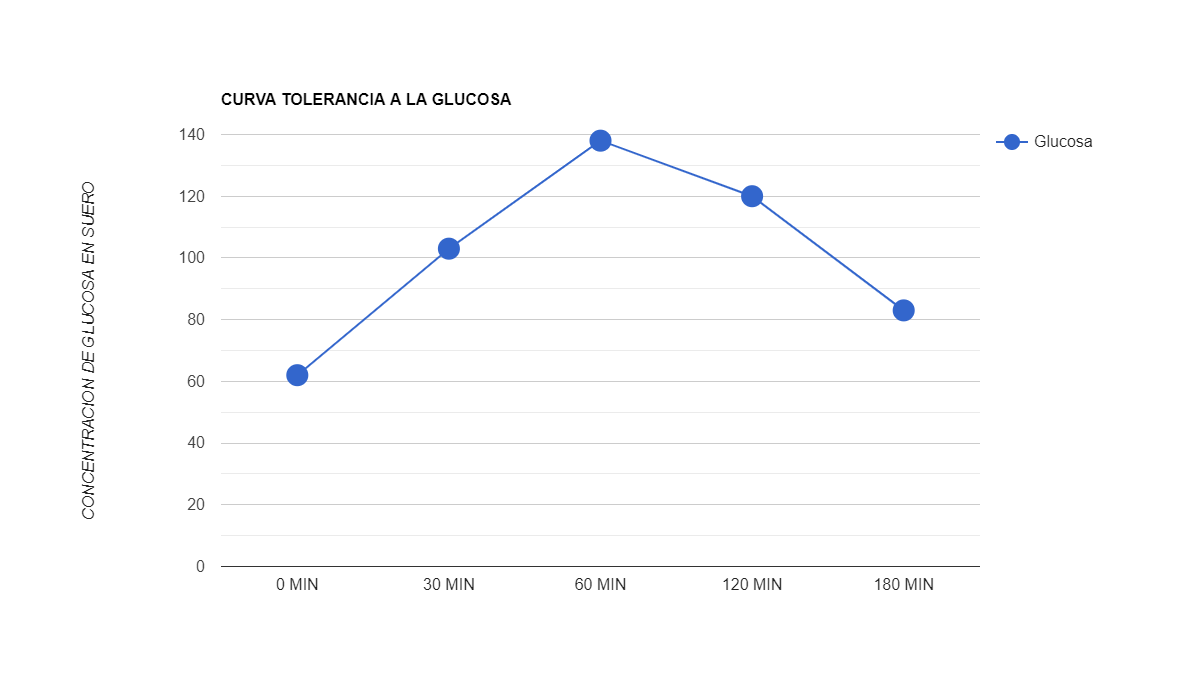 CURVA TOLERANCIA A LA GLUCOSA
Glucosa
CONCENTRACION DE GLUCOSA EN SUERO
140
120
100
80
60
40
20
0
0 MIN
30 MIN
60 MIN
120 MIN
180 MIN